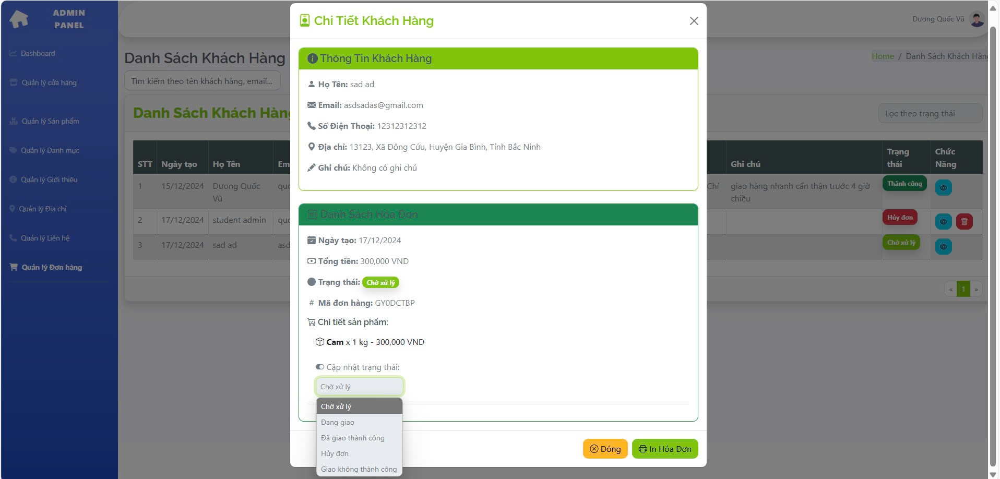 ADMIN
PANEL
Dashboard
Quản lý cửa hàng
Quản lý Sản phẩm
Quản lý Danh mục
Quản lý Giới thiệu
Quản lý Địa chỉ
Quản lý Liên hệ
Quản lý Đơn hàng
Dương Quốc Vũ
Danh Sách Khách Hàng
Home / Danh Sách Khách Hàng
Tìm kiếm theo tên khách hàng, email...
Danh Sách Khách Hàng
Lọc theo trạng thái
STT Ngày tạo Họ Tên Em Ghi chú Trạng thái Chức Năng
1 15/12/2024 Dương Quốc Vũ quo Chí giao hàng nhanh cẩn thận trước 4 giờ chiều Thành công
2 17/12/2024 student admin quo Hủy đơn
3 17/12/2024 sad ad asd Chờ xử lý
« 1 »
Chi Tiết Khách Hàng
Thông Tin Khách Hàng
Họ Tên: sad ad
Email: asdsadas@gmail.com
Số Điện Thoại: 12312312312
Địa chỉ: 13123, Xã Đông Cứu, Huyện Gia Bình, Tỉnh Bắc Ninh
Ghi chú: Không có ghi chú
Danh Sách Hóa Đơn
Ngày tạo: 17/12/2024
Tổng tiền: 300,000 VND
Trạng thái: Chờ xử lý
# Mã đơn hàng: GY0DCTBP
Chi tiết sản phẩm:
Cam x 1 kg - 300,000 VND
Cập nhật trạng thái:
Chờ xử lý
Chờ xử lý
Đang giao
Đã giao thành công
Hủy đơn
Giao không thành công
Đóng
In Hóa Đơn